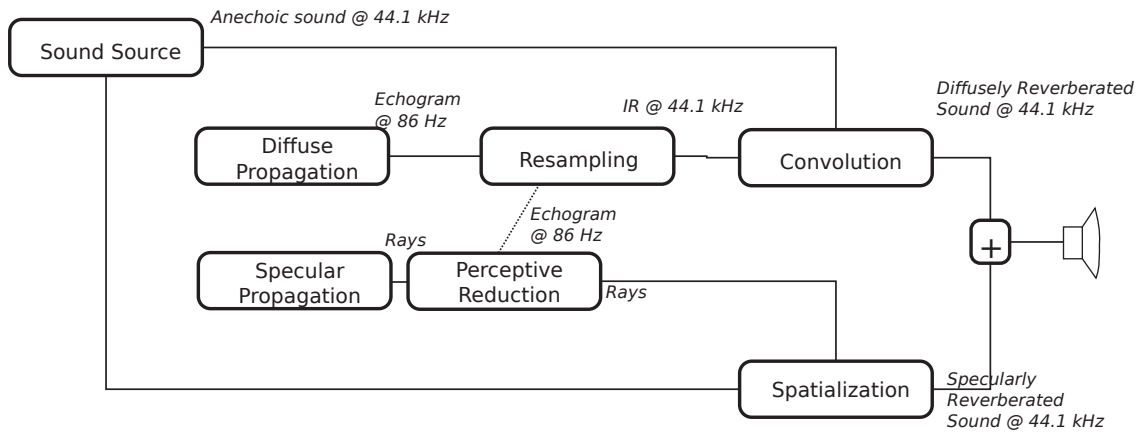 Anechoic sound @ 44.1 kHz
Sound Source
Diffusely Reverberated
Sound @ 44.1 kHz
Echogram
@ 86 Hz
IR @ 44.1 kHz
Diffuse
Propagation
Resampling
Convolution
Echogram
@ 86 Hz
Rays
+
Specular
Propagation
Perceptive
Reduction
Rays
Spatialization
Specularly
Reverberated
Sound @ 44.1 kHz